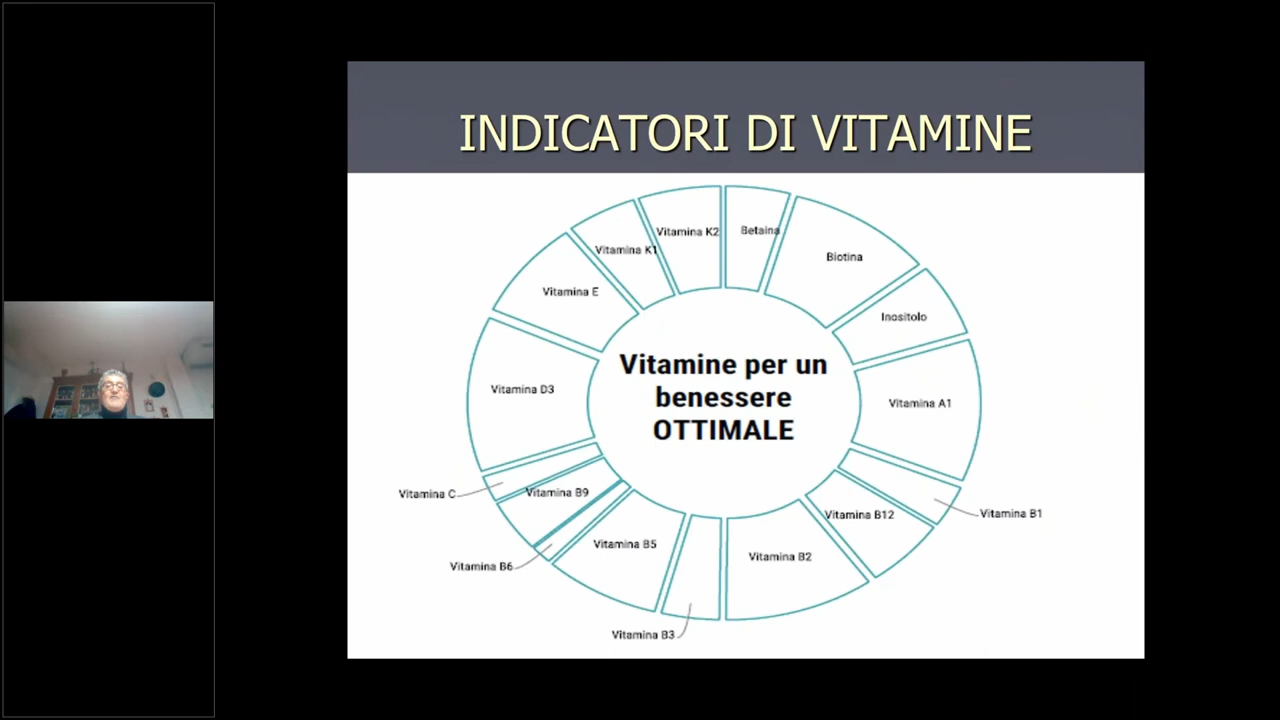 INDICATORI DI VITAMINE
Vitamina K2
Betaina
Vitamina K1
Biotina
Vitamina E
Inositolo
Vitamine per un
benessere
OTTIMALE
Vitamina D3
Vitamina A1
Vitamina C
Vitamina B9
Vitamina B12
Vitamina B1
Vitamina B6
Vitamina B5
Vitamina B2
Vitamina B3